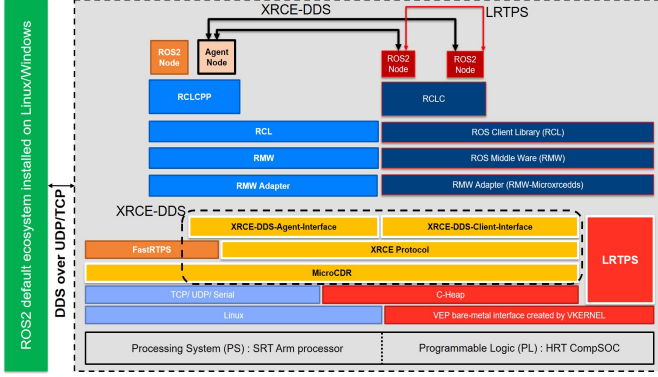 XRCE-DDS
LRTPS
ROS2
Node
Agent
Node
ROS2
Node
ROS2
Node
RCLCPP
RCLC
RCL
ROS Client Library (RCL)
RMW
ROS Middle Ware (RMW)
RMW Adapter
RMW Adapter (RMW-Microxrcedds)
XRCE-DDS
XRCE-DDS-Agent-Interface
XRCE-DDS-Client-Interface
FastRTPS
XRCE Protocol
LRTPS
MicroCDR
TCP/ UDP/ Serial
C-Heap
Linux
VEP bare-metal interface created by VKERNEL
Processing System (PS) : SRT Arm processor
Programmable Logic (PL) : HRT CompSOC
ROS2 default ecosystem installed on Linux/Windows
DDS over UDP/TCP